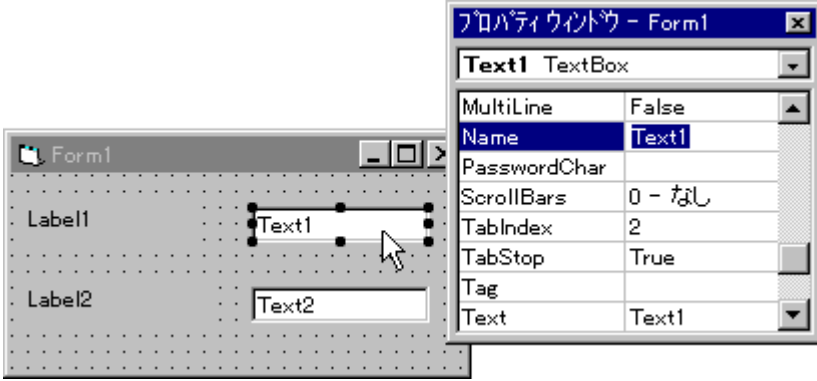 プロパティ ウィンドウ - Form1
Text1 TextBox
MultiLine False
Name Text1
PasswordChar
ScrollBars 0 - なし
TabIndex 2
TabStop True
Tag
Text Text1
Form1
Label1 Text1
Label2 Text2